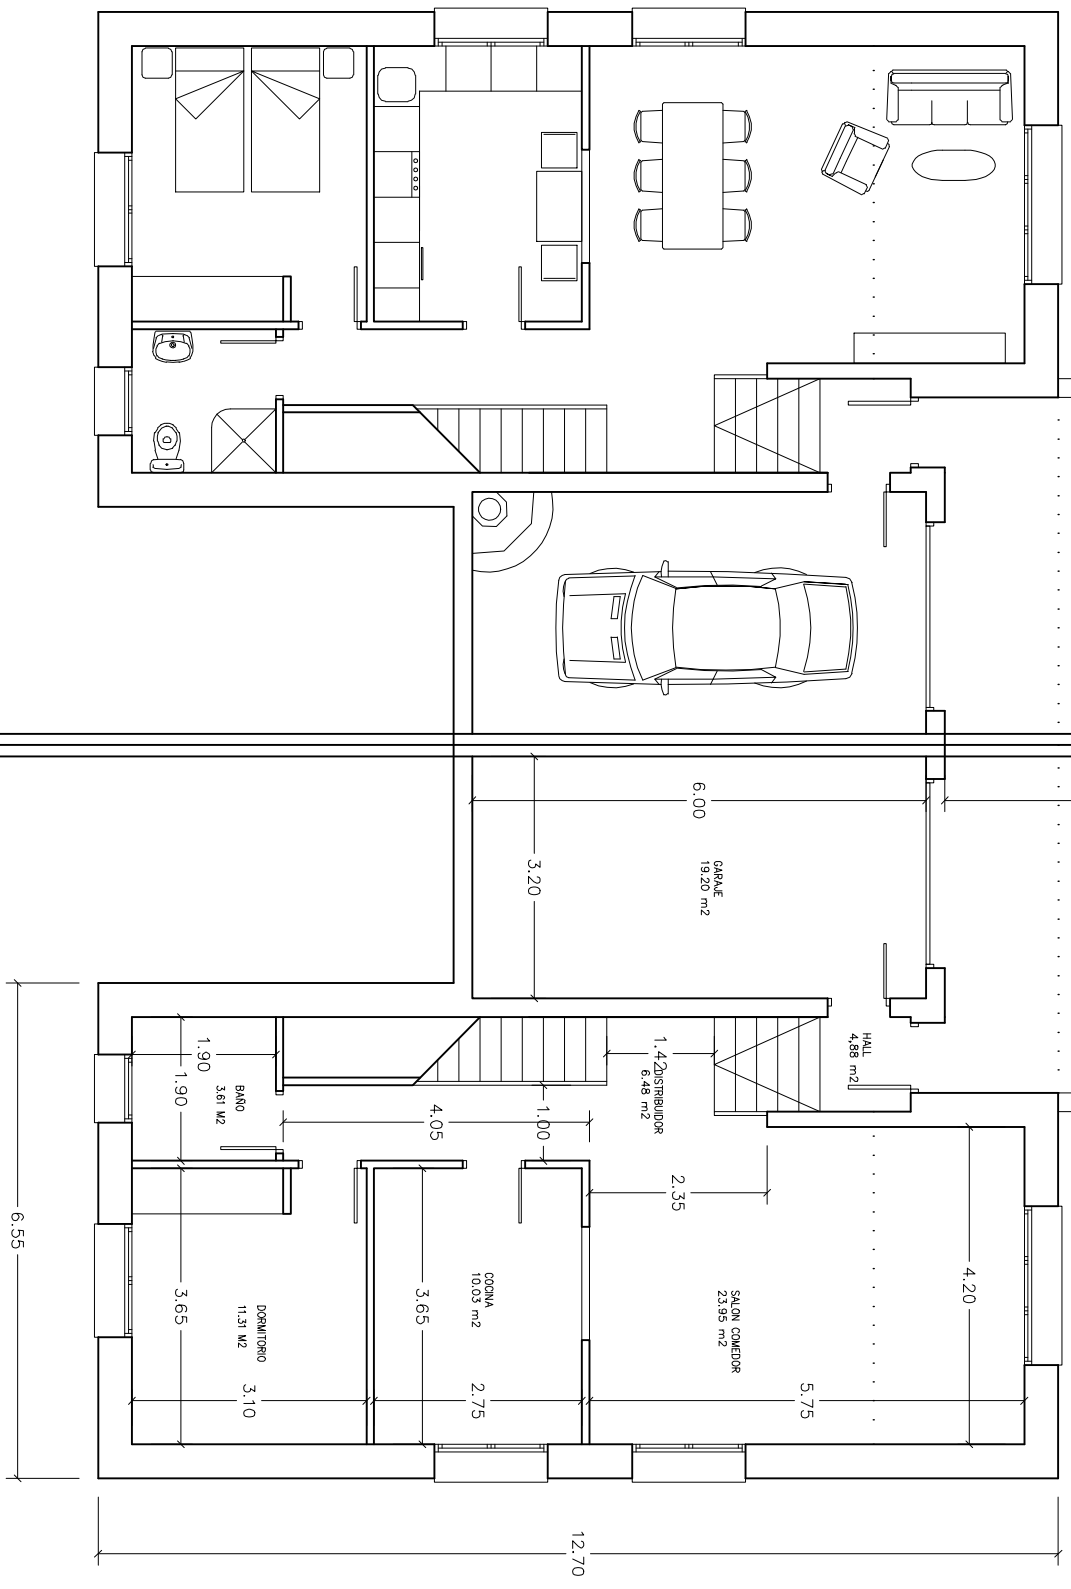 6.00
GARAJE
19.20 m2
3.20
HALL
4,88 m2
1.42
DISTRIBUIDOR
6.48 m2
1.90
1.90
BAÑO
3.61 M2
4.05
1.00
2.35
4.20
SALON COMEDOR
23.95 m2
COCINA
10.03 m2
3.65
3.65
DORMITORIO
11.31 M2
3.10
2.75
5.75
6.55
12.70